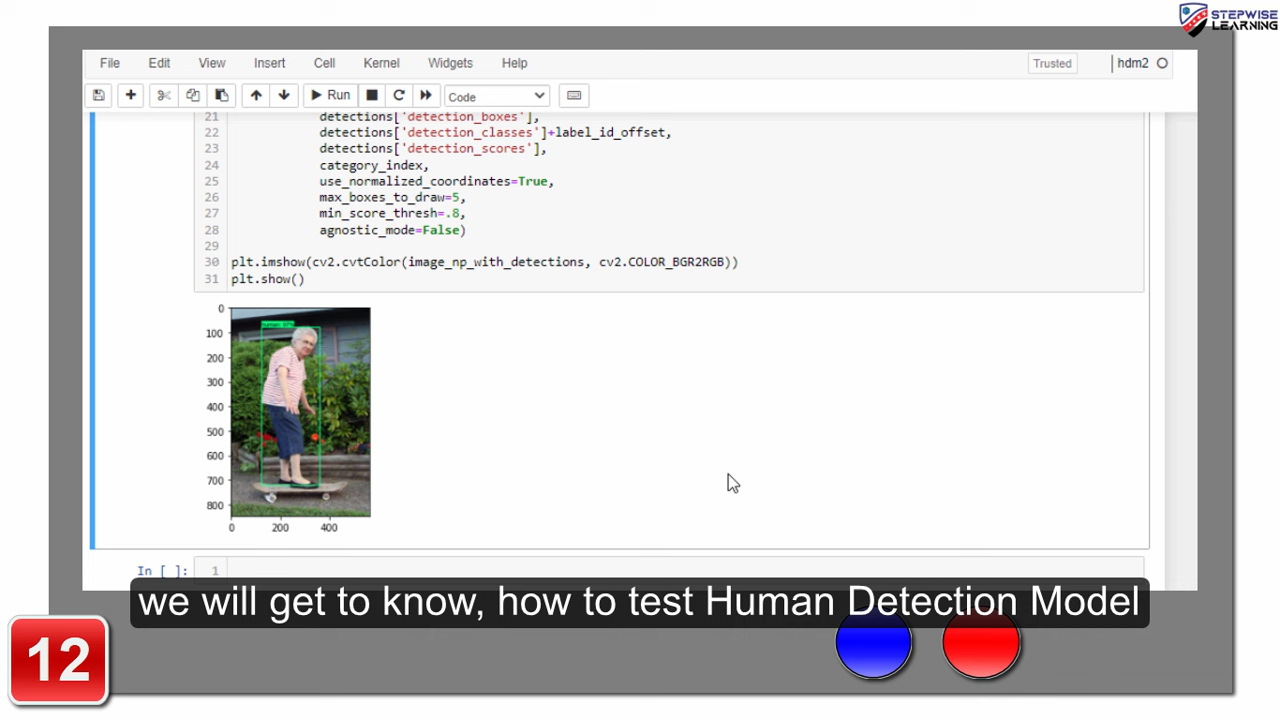 STEPWISE
LEARNING
File Edit View Insert Cell Kernel Widgets Help Trusted hdm2
Run Code
21 detections['detection_boxes'],
22 detections['detection_classes']+label_id_offset,
23 detections['detection_scores'],
24 category_index,
25 use_normalized_coordinates=True,
26 max_boxes_to_draw=5,
27 min_score_thresh=.8,
28 agnostic_mode=False)
29
30 plt.imshow(cv2.cvtColor(image_np_with_detections, cv2.COLOR_BGR2RGB))
31 plt.show()
0
100
200
300
400
500
600
700
800
0 200 400
In [ ]: 1
we will get to know, how to test Human Detection Model
12